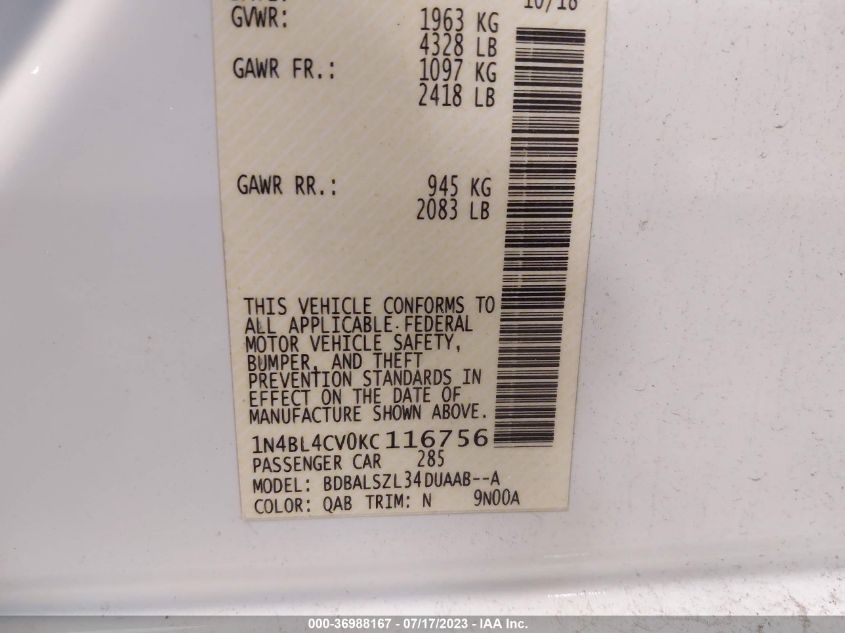 10/18
GVWR: 1963 KG
4328 LB
GAWR FR.: 1097 KG
2418 LB
GAWR RR.: 945 KG
2083 LB
THIS VEHICLE CONFORMS TO
ALL APPLICABLE FEDERAL
MOTOR VEHICLE SAFETY,
BUMPER, AND THEFT
PREVENTION STANDARDS IN
EFFECT ON THE DATE OF
MANUFACTURE SHOWN ABOVE.
1N4BL4CV0KC116756
PASSENGER CAR 285
MODEL: BDBALSZL34DUAAB--A
COLOR: QAB TRIM: N 9N00A
000-36988167 - 07/17/2023 - IAA Inc.